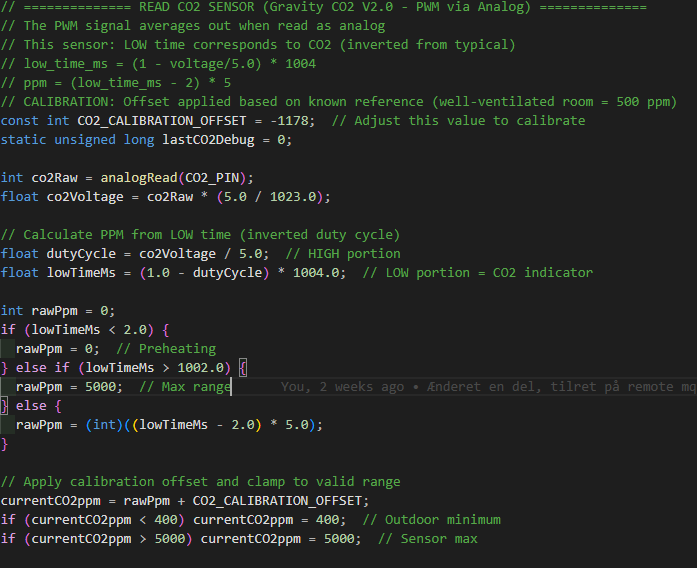 // ============== READ CO2 SENSOR (Gravity CO2 V2.0 - PWM via Analog) ==============
// The PWM signal averages out when read as analog
// This sensor: LOW time corresponds to CO2 (inverted from typical)
// low_time_ms = (1 - voltage/5.0) * 1004
// ppm = (low_time_ms - 2) * 5
// CALIBRATION: Offset applied based on known reference (well-ventilated room = 500 ppm)
const int CO2_CALIBRATION_OFFSET = -1178;  // Adjust this value to calibrate
static unsigned long lastCO2Debug = 0;

int co2Raw = analogRead(CO2_PIN);
float co2Voltage = co2Raw * (5.0 / 1023.0);

// Calculate PPM from LOW time (inverted duty cycle)
float dutyCycle = co2Voltage / 5.0;  // HIGH portion
float lowTimeMs = (1.0 - dutyCycle) * 1004.0;  // LOW portion = CO2 indicator

int rawPpm = 0;
if (lowTimeMs < 2.0) {
  rawPpm = 0;  // Preheating
} else if (lowTimeMs > 1002.0) {
  rawPpm = 5000;  // Max range      You, 2 weeks ago • Ænderet en del, tilret på remote mq
} else {
  rawPpm = (int)((lowTimeMs - 2.0) * 5.0);
}

// Apply calibration offset and clamp to valid range
currentCO2ppm = rawPpm + CO2_CALIBRATION_OFFSET;
if (currentCO2ppm < 400) currentCO2ppm = 400;  // Outdoor minimum
if (currentCO2ppm > 5000) currentCO2ppm = 5000;  // Sensor max